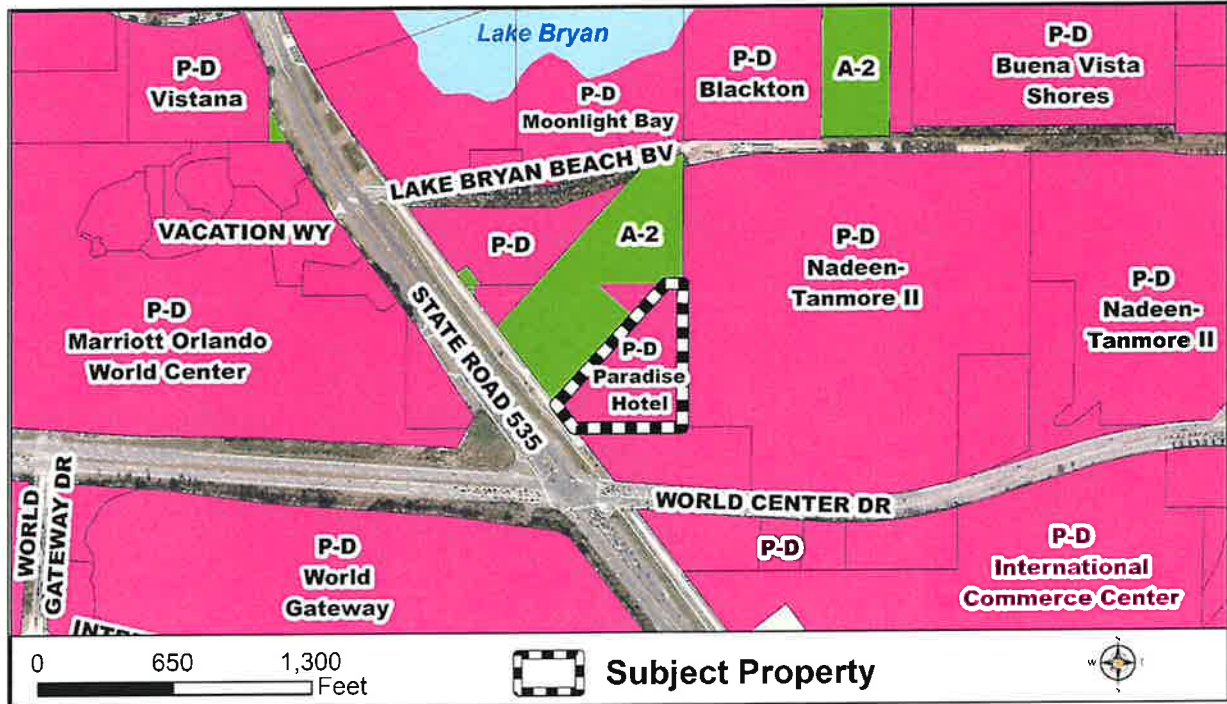 Lake Bryan
P-D
Vistana
P-D
Moonlight Bay
P-D
Blackton
A-2
P-D
Buena Vista
Shores
LAKE BRYAN BEACH BV
VACATION WY
P-D
A-2
P-D
Nadeen-
Tanmore II
P-D
Nadeen-
Tanmore II
P-D
Marriott Orlando
World Center
STATE ROAD 535
P-D
Paradise
Hotel
WORLD CENTER DR
WORLD
GATEWAY DR
P-D
World
Gateway
P-D
P-D
International
Commerce Center
0 650 1,300
Feet
Subject Property
W